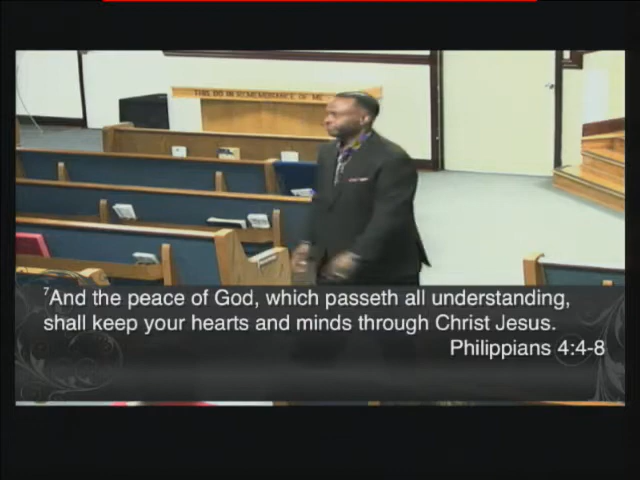 THIS DO IN REMEMBRANCE OF ME
7And the peace of God, which passeth all understanding,
shall keep your hearts and minds through Christ Jesus.
Philippians 4:4-8